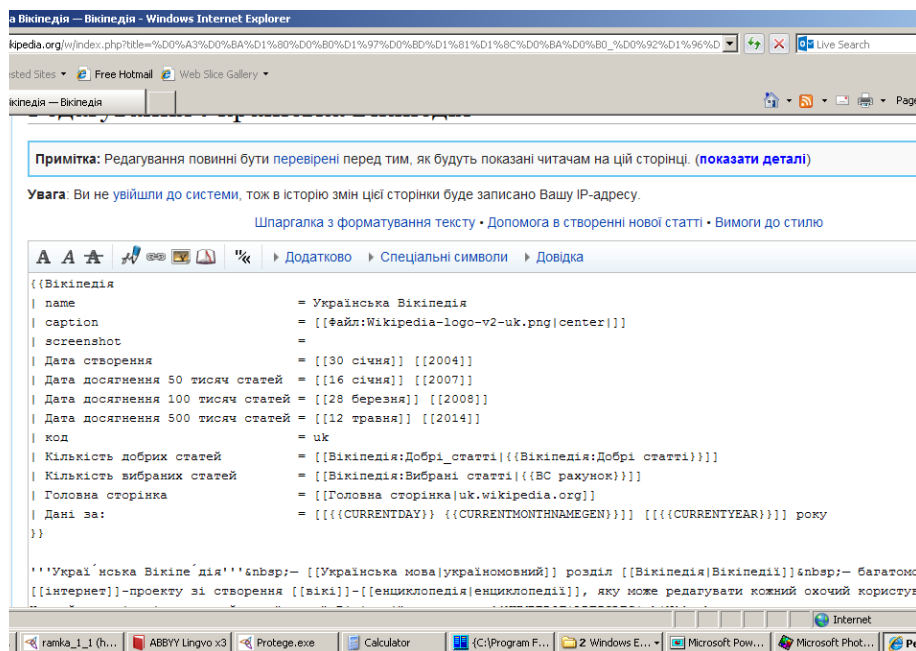 а Вікіпедія — Вікіпедія - Windows Internet Explorer
kipedia.org/w/index.php?title=%D0%A3%D0%BA%D1%80%D0%B0%D1%97%D0%BD%D1%81%D1%8C%D0%BA%D0%B0_%D0%92%D1%96%D
Live Search
sted Sites Free Hotmail Web Slice Gallery
ікіпедія — Вікіпедія
Page
Примітка: Редагування повинні бути перевірені перед тим, як будуть показані читачам на цій сторінці. (показати деталі)
Увага: Ви не увійшли до системи, тож в історію змін цієї сторінки буде записано Вашу IP-адресу.
Шпаргалка з форматування тексту • Допомога в створенні нової статті • Вимоги до стилю
A A A Додатково Спеціальні символи Довідка
{{Вікіпедія
| name = Українська Вікіпедія
| caption = [[Файл:Wikipedia-logo-v2-uk.png|center|]]
| screenshot =
| Дата створення = [[30 січня]] [[2004]]
| Дата досягнення 50 тисяч статей = [[16 січня]] [[2007]]
| Дата досягнення 100 тисяч статей = [[28 березня]] [[2008]]
| Дата досягнення 500 тисяч статей = [[12 травня]] [[2014]]
| код = uk
| Кількість добрих статей = [[Вікіпедія:Добрі_статті|{{Вікіпедія:Добрі статті}}]]
| Кількість вибраних статей = [[Вікіпедія:Вибрані статті|{{ВС рахунок}}]]
| Головна сторінка = [[Головна сторінка|uk.wikipedia.org]]
| Дані за: = [[{{CURRENTDAY}} {{CURRENTMONTHNAMEGEN}}]] [[{{CURRENTYEAR}}]] року
}}
'''Украї́нська Вікіпе́дія'''&nbsp;— [[Українська мова|україномовний]] розділ [[Вікіпедія|Вікіпедії]]&nbsp;— багатомо
[[інтернет]]-проекту зі створення [[вікі]]-[[енциклопедія|енциклопедії]], яку може редагувати кожний охочий користув
Internet
ramka_1_1 (h... ABBYY Lingvo x3 Protege.exe Calculator {C:\Program F... 2 Windows E... Microsoft Pow... Microsoft Phot...